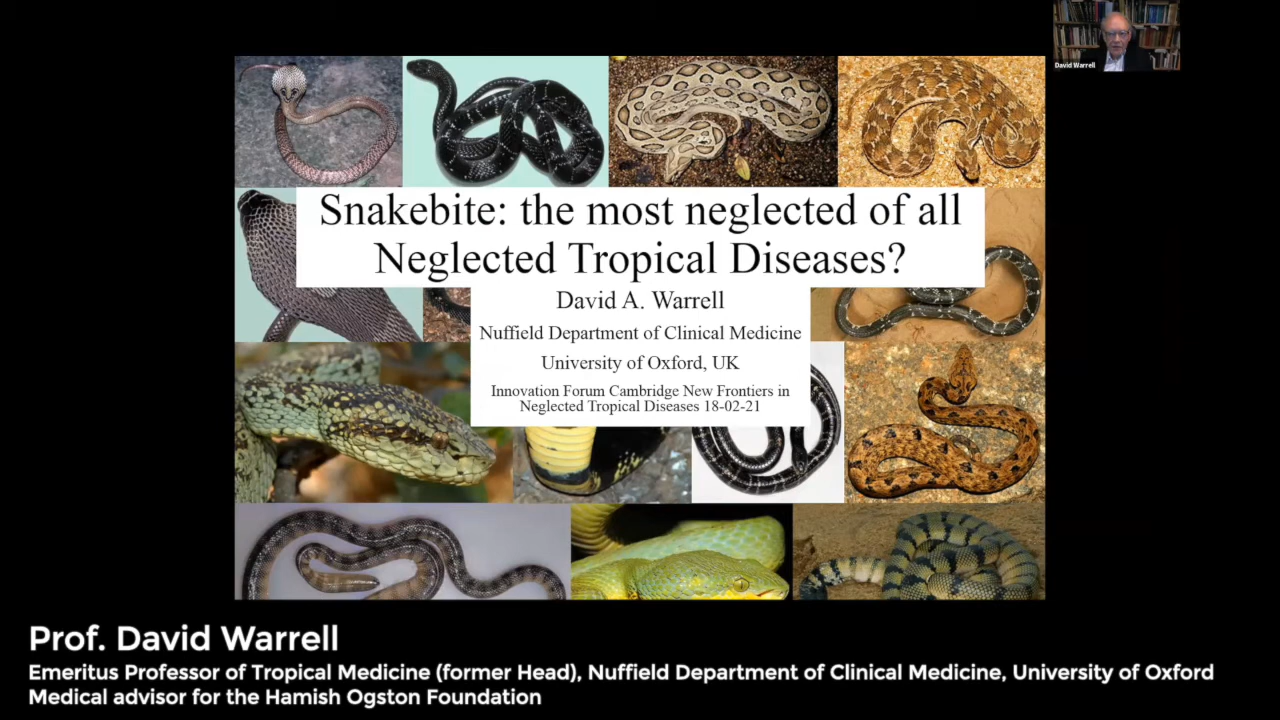 David Warrell
Snakebite: the most neglected of all
Neglected Tropical Diseases?
David A. Warrell
Nuffield Department of Clinical Medicine
University of Oxford, UK
Innovation Forum Cambridge New Frontiers in
Neglected Tropical Diseases 18-02-21
Prof. David Warrell
Emeritus Professor of Tropical Medicine (former Head), Nuffield Department of Clinical Medicine, University of Oxford
Medical advisor for the Hamish Ogston Foundation